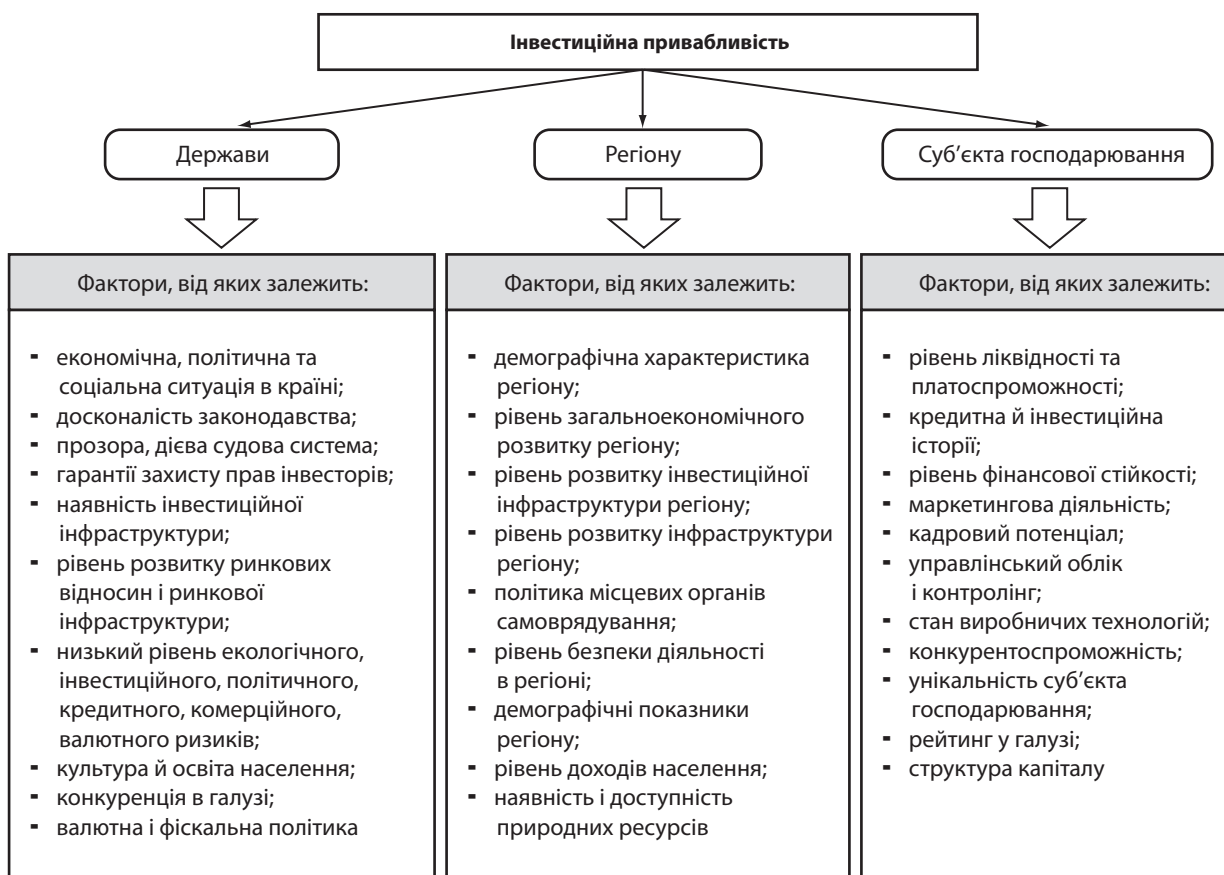 Інвестиційна привабливість
Держави
Регіону
Суб’єкта господарювання
Фактори, від яких залежить:
- економічна, політична та
соціальна ситуація в країні;
- досконалість законодавства;
- прозора, дієва судова система;
- гарантії захисту прав інвесторів;
- наявність інвестиційної
інфраструктури;
- рівень розвитку ринкових
відносин і ринкової
інфраструктури;
- низький рівень екологічного,
інвестиційного, політичного,
кредитного, комерційного,
валютного ризиків;
- культура й освіта населення;
- конкуренція в галузі;
- валютна і фіскальна політика
Фактори, від яких залежить:
- демографічна характеристика
регіону;
- рівень загальноекономічного
розвитку регіону;
- рівень розвитку інвестиційної
інфраструктури регіону;
- рівень розвитку інфраструктури
регіону;
- політика місцевих органів
самоврядування;
- рівень безпеки діяльності
в регіоні;
- демографічні показники
регіону;
- рівень доходів населення;
- наявність і доступність
природних ресурсів
Фактори, від яких залежить:
- рівень ліквідності та
платоспроможності;
- кредитна й інвестиційна
історії;
- рівень фінансової стійкості;
- маркетингова діяльність;
- кадровий потенціал;
- управлінський облік
і контролінг;
- стан виробничих технологій;
- конкурентоспроможність;
- унікальність суб’єкта
господарювання;
- рейтинг у галузі;
- структура капіталу